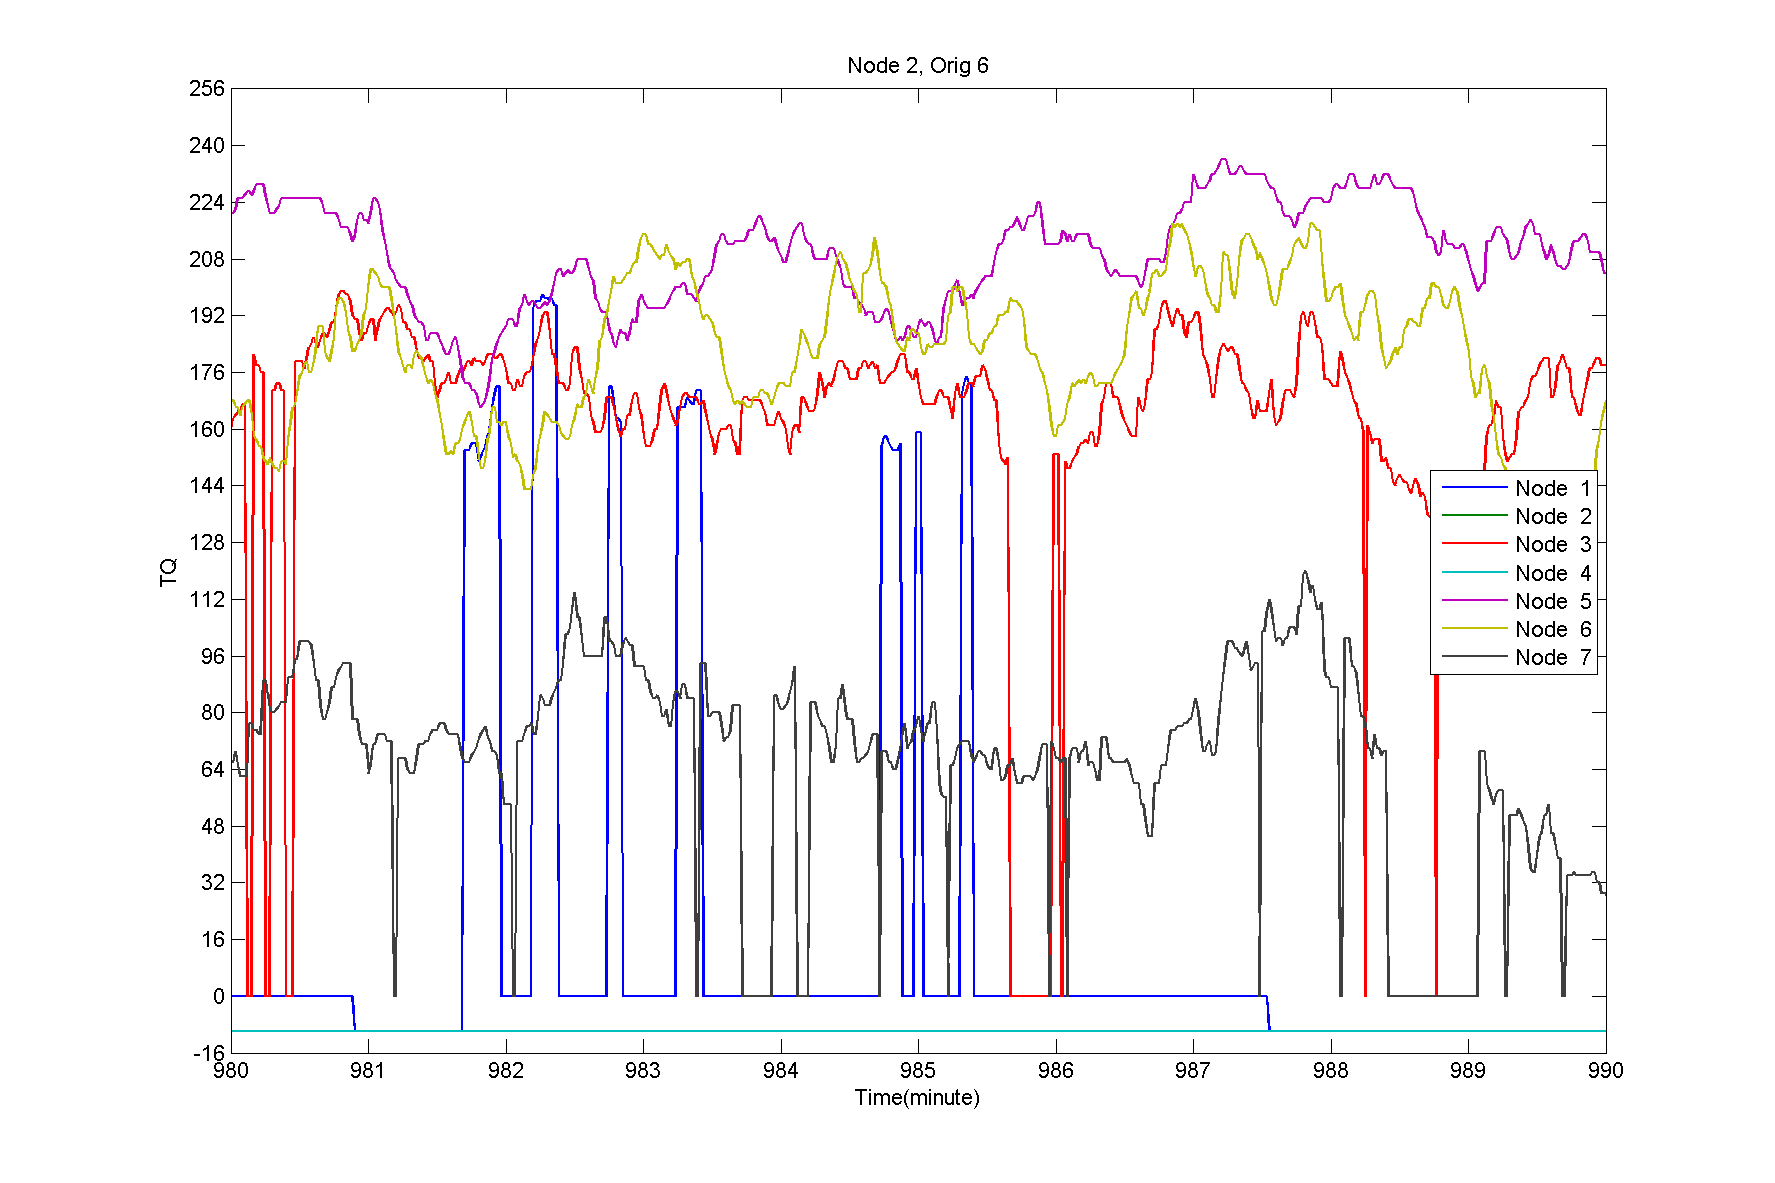 Node 2, Orig 6
256
240
224
208
192
176
160
144
128
112
96
80
64
48
32
16
0
-16
TQ
980 981 982 983 984 985 986 987 988 989 990
Time(minute)
Node 1
Node 2
Node 3
Node 4
Node 5
Node 6
Node 7